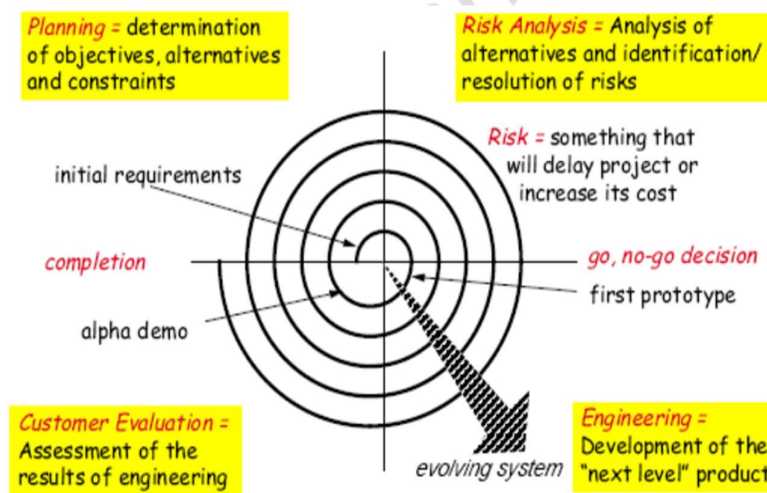 Planning = determination
of objectives, alternatives
and constraints
Risk Analysis = Analysis of
alternatives and identification/
resolution of risks
Risk = something that
will delay project or
increase its cost
initial requirements
completion
go, no-go decision
first prototype
alpha demo
Customer Evaluation =
Assessment of the
results of engineering
Engineering =
Development of the
"next level" product
evolving system